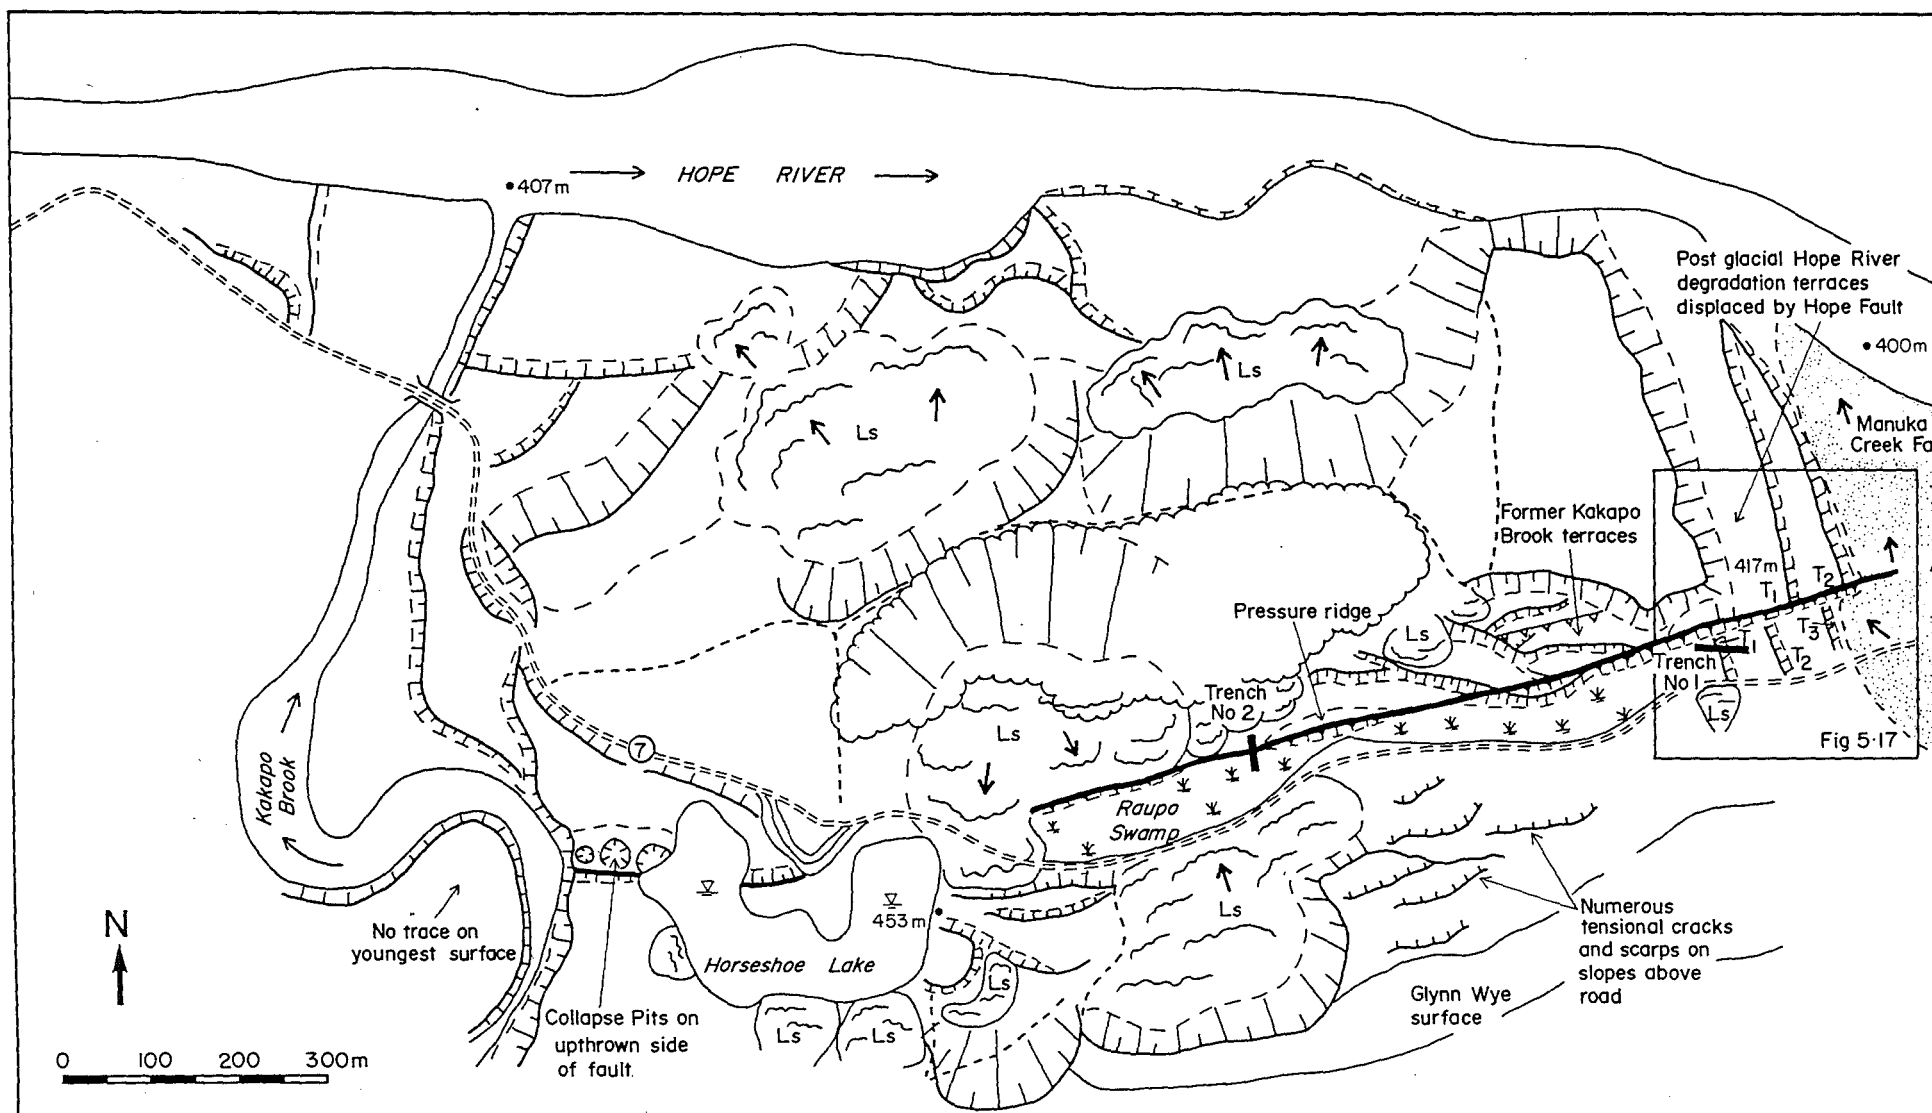 407m
HOPE RIVER
Post glacial Hope River
degradation terraces
displaced by Hope Fault
400m
Ls
Ls
Manuka
Creek Fa
Former Kakapo
Brook terraces
417m
T1
T2
Pressure ridge
Ls
T1
T3
T2
Trench
No 1
Trench
No 2
Ls
Ls
Fig 5·17
7
Kakapo
Brook
Raupo
Swamp
N
No trace on
youngest surface
453m
Horseshoe Lake
Ls
Ls
Numerous
tensional cracks
and scarps on
slopes above
road
Glynn Wye
surface
Collapse Pits on
upthrown side
of fault.
Ls
Ls
0 100 200 300m